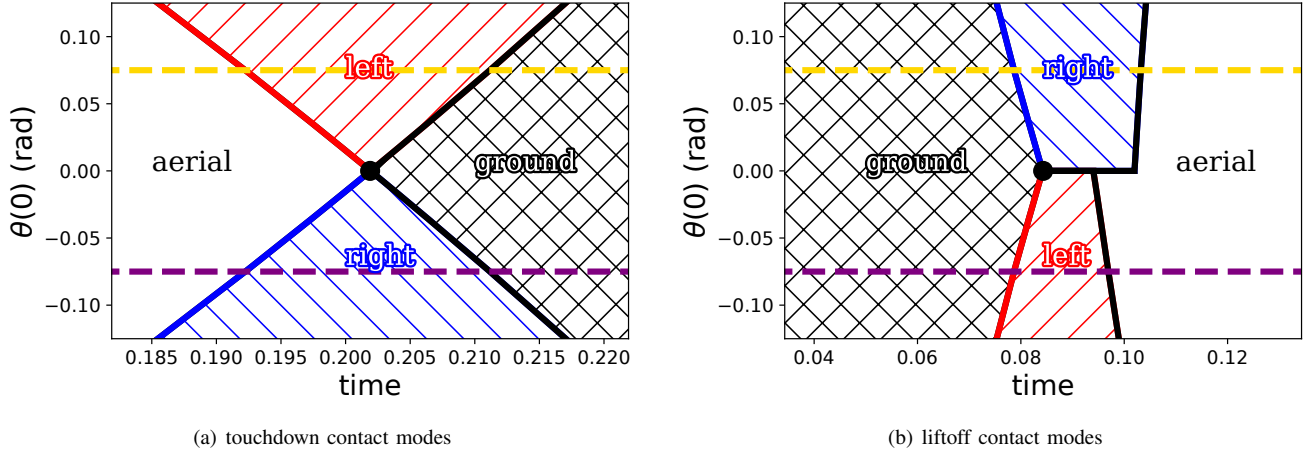 0.10
0.05
0.00
−0.05
−0.10
θ(0) (rad)
left
aerial
ground
right
0.185 0.190 0.195 0.200 0.205 0.210 0.215 0.220
time
(a) touchdown contact modes
0.10
0.05
0.00
−0.05
−0.10
θ(0) (rad)
right
ground
aerial
left
0.04 0.06 0.08 0.10 0.12
time
(b) liftoff contact modes